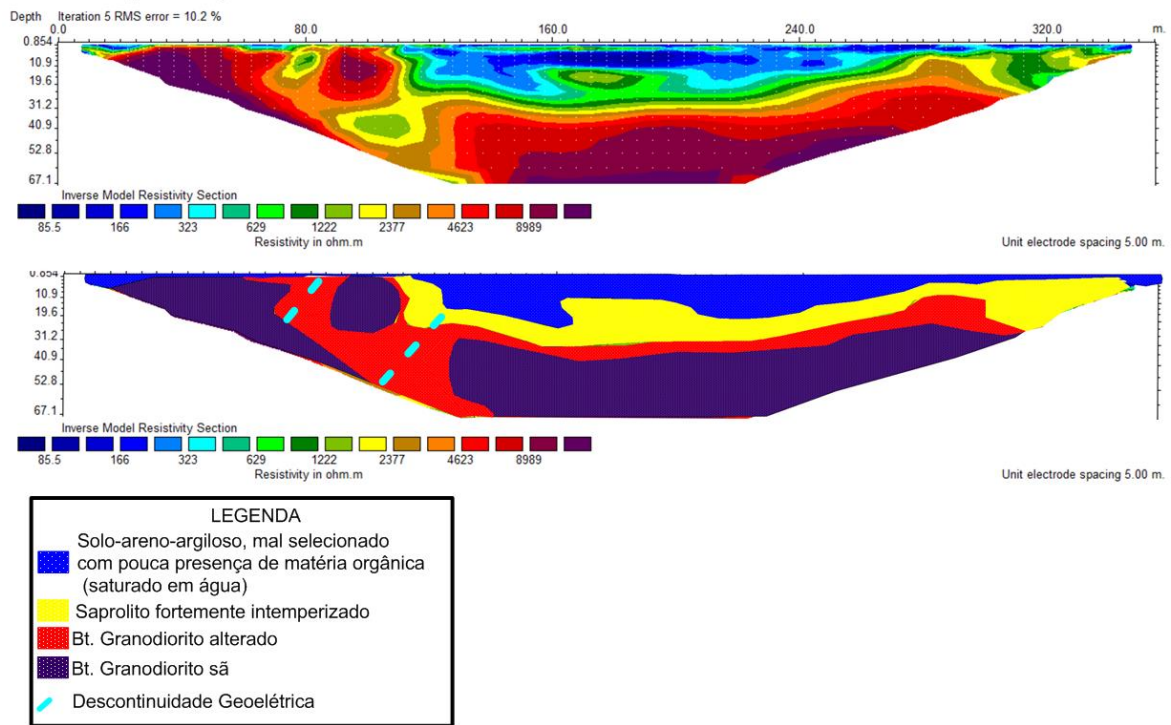 Depth Iteration 5 RMS error = 10.2 %
0.0 80.0 160.0 240.0 320.0 m.
0.854
10.9
19.6
31.2
40.9
52.8
67.1
Inverse Model Resistivity Section
85.5 166 323 629 1222 2377 4623 8989
Resistivity in ohm.m
Unit electrode spacing 5.00 m.
0.854
10.9
19.6
31.2
40.9
52.8
67.1
Inverse Model Resistivity Section
85.5 166 323 629 1222 2377 4623 8989
Resistivity in ohm.m
Unit electrode spacing 5.00 m.
LEGENDA
Solo-areno-argiloso, mal selecionado
com pouca presença de matéria orgânica
(saturado em água)
Saprolito fortemente intemperizado
Bt. Granodiorito alterado
Bt. Granodiorito sã
Descontinuidade Geoelétrica